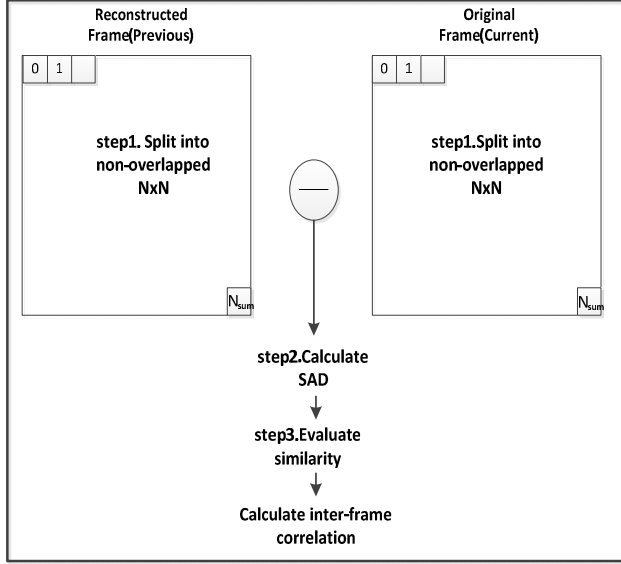 Reconstructed
Frame(Previous)
0 1
step1. Split into
non-overlapped
NxN
Nsum
Original
Frame(Current)
0 1
step1.Split into
non-overlapped
NxN
Nsum
step2.Calculate
SAD
step3.Evaluate
similarity
Calculate inter-frame
correlation